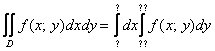 ∬_D f(x; y)dxdy = ∫_?^? dx ∫_??^?? f(x; y)dy